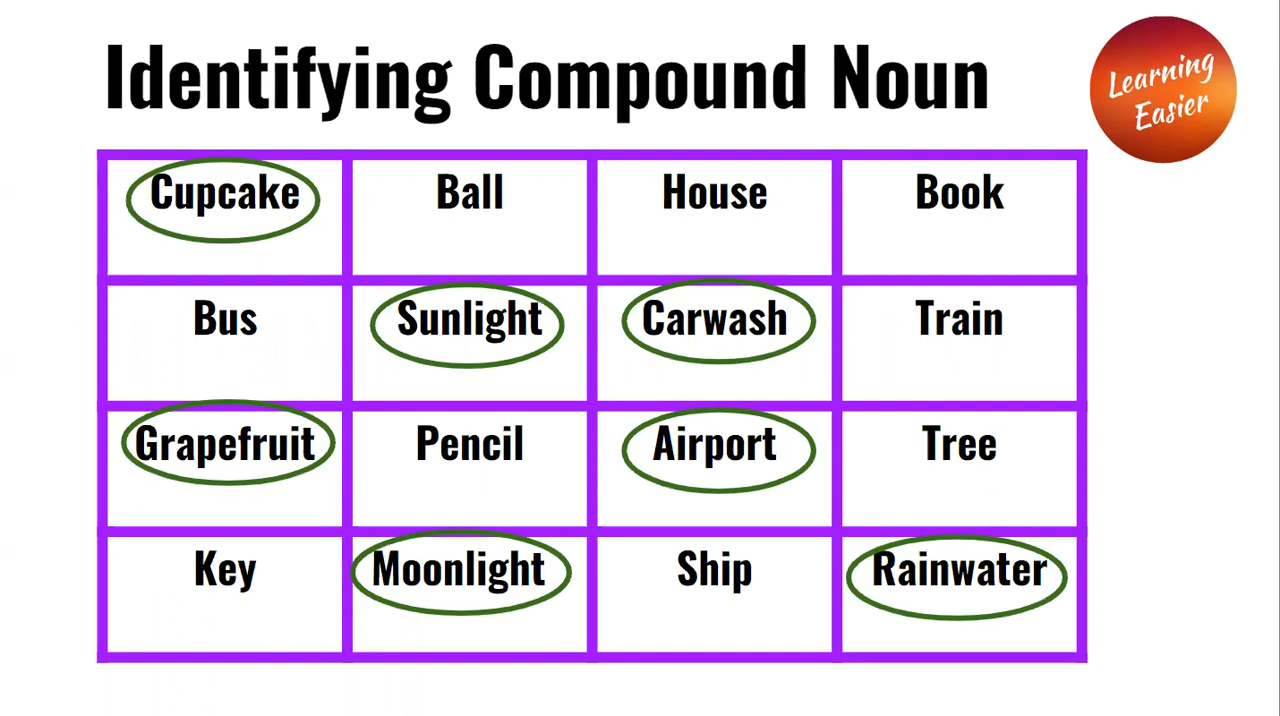 Identifying Compound Noun
Learning
Easier
Cupcake Ball House Book
Bus Sunlight Carwash Train
Grapefruit Pencil Airport Tree
Key Moonlight Ship Rainwater